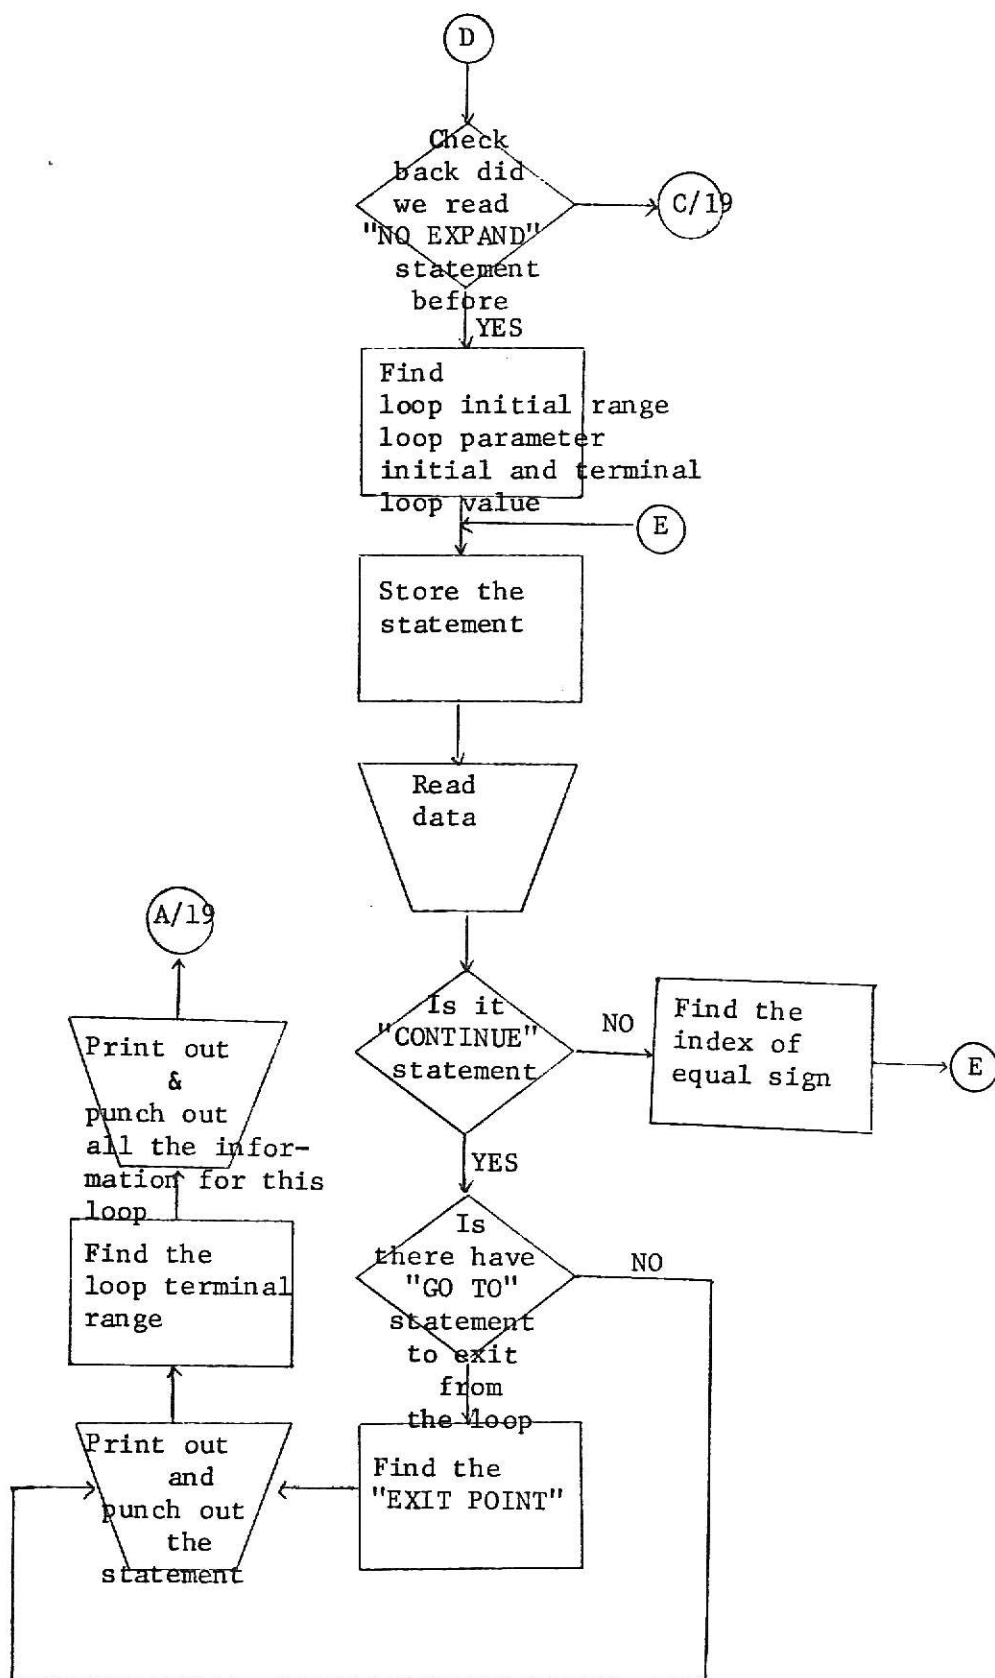 D
Check
back did
we read
"NO EXPAND"
statement
before
C/19
YES
Find
loop initial range
loop parameter
initial and terminal
loop value
E
Store the
statement
Read
data
Is it
"CONTINUE"
statement
NO
Find the
index of
equal sign
E
YES
Is
there have
"GO TO"
statement
to exit
from
the loop
NO
Find the
"EXIT POINT"
Print out
and
punch out
the
statement
Find the
loop terminal
range
Print out
&
punch out
all the infor-
mation for this
loop
A/19